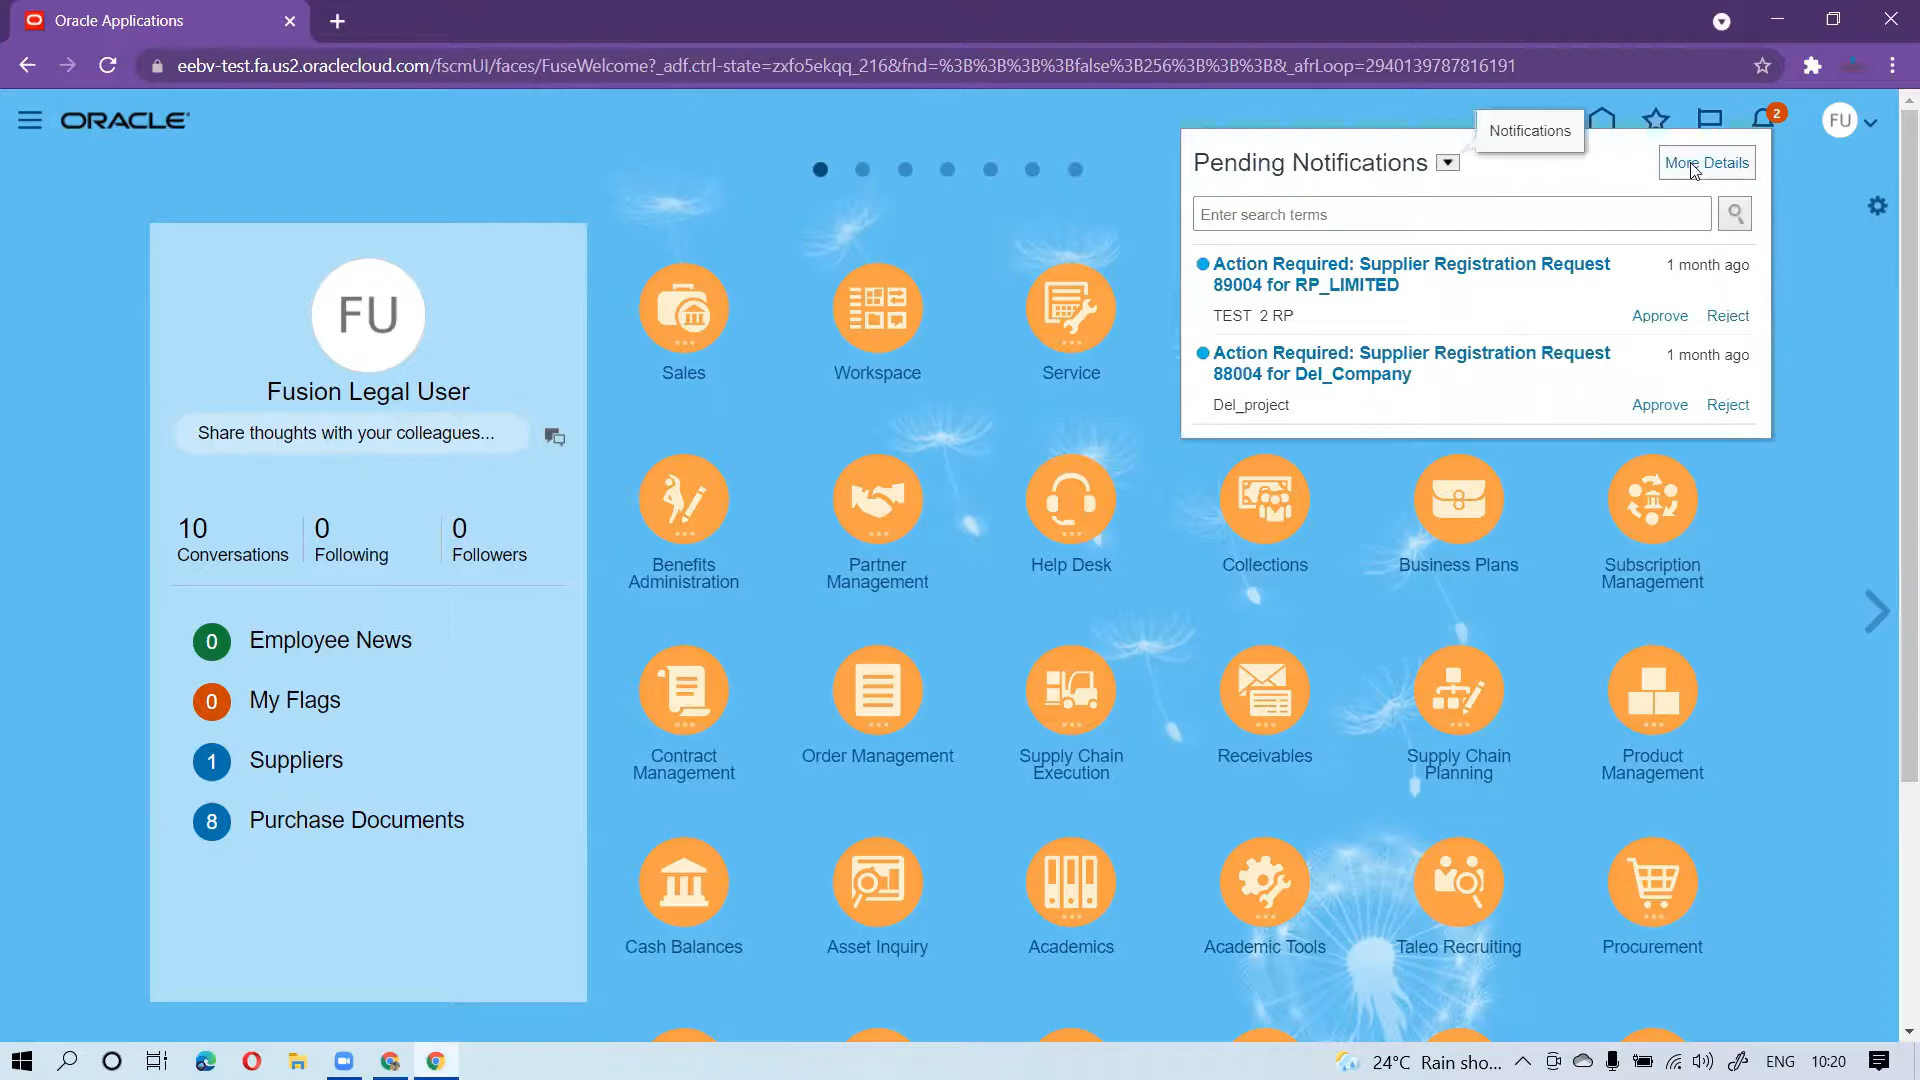 Oracle Applications
eebv-test.fa.us2.oraclecloud.com/fscmUI/faces/FuseWelcome?_adf.ctrl-state=zxfo5ekqq_216&fnd=%3B%3B%3B%3Bfalse%3B256%3B%3B%3B&_afrLoop=2940139787816191
ORACLE
Notifications
2
FU
Pending Notifications
More Details
Enter search terms
Action Required: Supplier Registration Request
89004 for RP_LIMITED
1 month ago
TEST 2 RP
Approve
Reject
Action Required: Supplier Registration Request
88004 for Del_Company
1 month ago
Del_project
Approve
Reject
FU
Fusion Legal User
Share thoughts with your colleagues...
10
Conversations
0
Following
0
Followers
0 Employee News
0 My Flags
1 Suppliers
8 Purchase Documents
Sales
Workspace
Service
Benefits
Administration
Partner
Management
Help Desk
Collections
Business Plans
Subscription
Management
Contract
Management
Order Management
Supply Chain
Execution
Receivables
Supply Chain
Planning
Product
Management
Cash Balances
Asset Inquiry
Academics
Academic Tools
Taleo Recruiting
Procurement
24°C Rain sho...
ENG
10:20